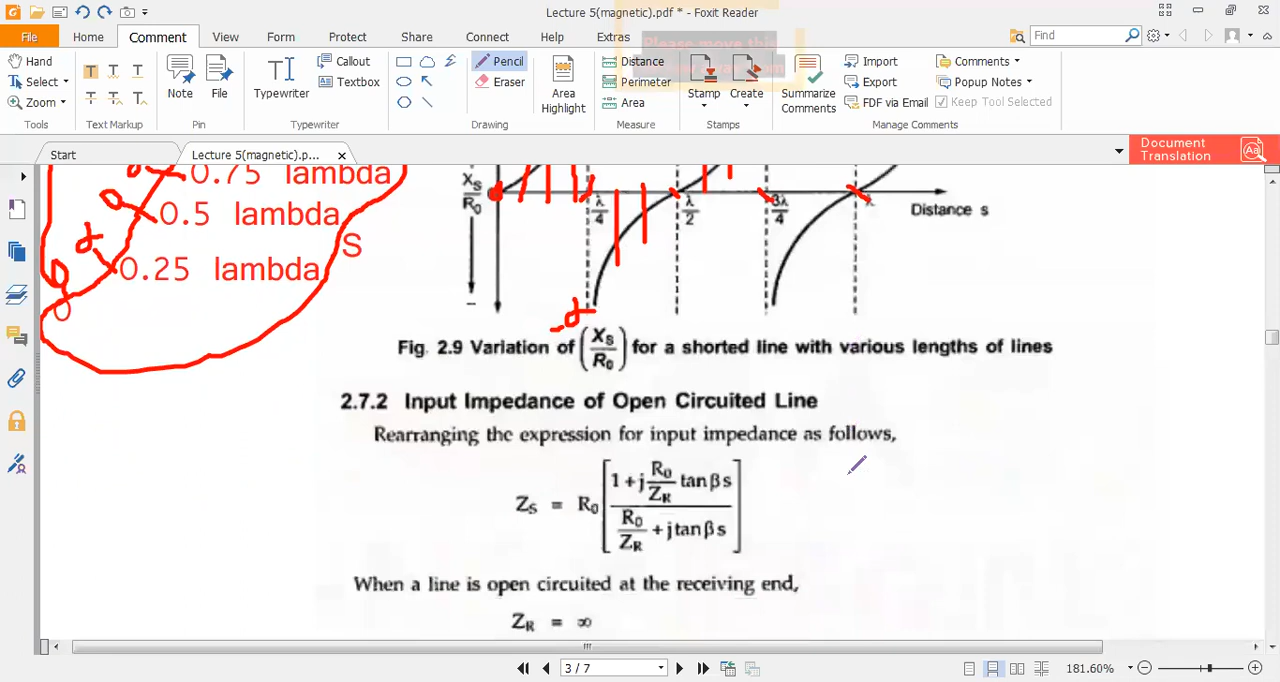 Lecture 5(magnetic).pdf * - Foxit Reader
File Home Comment View Form Protect Share Connect Help Extras Find
Please move this
Hand Select Zoom Tools
Text Markup
Note File Pin
Typewriter Callout Textbox Typewriter
Pencil Eraser Drawing
Area Highlight
Distance Perimeter Area Measure
Stamp Create Stamps
Summarize Comments
Import Export FDF via Email
Comments Popup Notes Keep Tool Selected
Manage Comments
Start Lecture 5(magnetic).p... Document Translation
0.75 lambda
0.5 lambda
S
0.25 lambda
Xs/R0
λ/4 λ/2 3λ/4 λ Distance s
-α
Fig. 2.9 Variation of (Xs/R0) for a shorted line with various lengths of lines
2.7.2 Input Impedance of Open Circuited Line
Rearranging the expression for input impedance as follows,
Zs = R0 [ (1 + j R0/ZR tan βs) / (R0/ZR + j tan βs) ]
When a line is open circuited at the receiving end,
ZR = ∞
3 / 7 181.60%